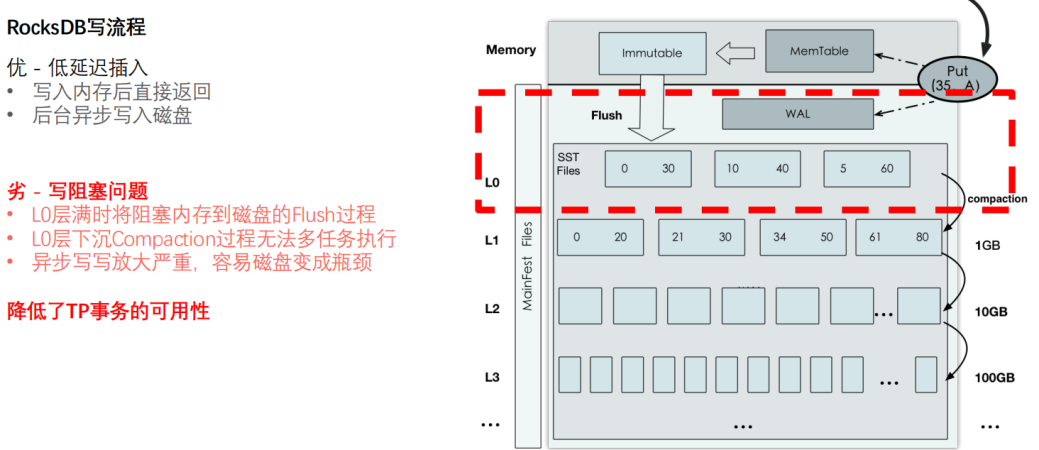 RocksDB写流程
优 - 低延迟插入
• 写入内存后直接返回
• 后台异步写入磁盘
劣 - 写阻塞问题
• L0层满时将阻塞内存到磁盘的Flush过程
• L0层下沉Compaction过程无法多任务执行
• 异步写写放大严重，容易磁盘变成瓶颈
降低了TP事务的可用性
Memory
Immutable
MemTable
Put
(35, A)
Flush
WAL
SST
Files
0 30
10 40
5 60
L0
compaction
MainFest Files
L1
0 20
21 30
34 50
61 80
1GB
L2
...
10GB
L3
...
100GB
...
...
...